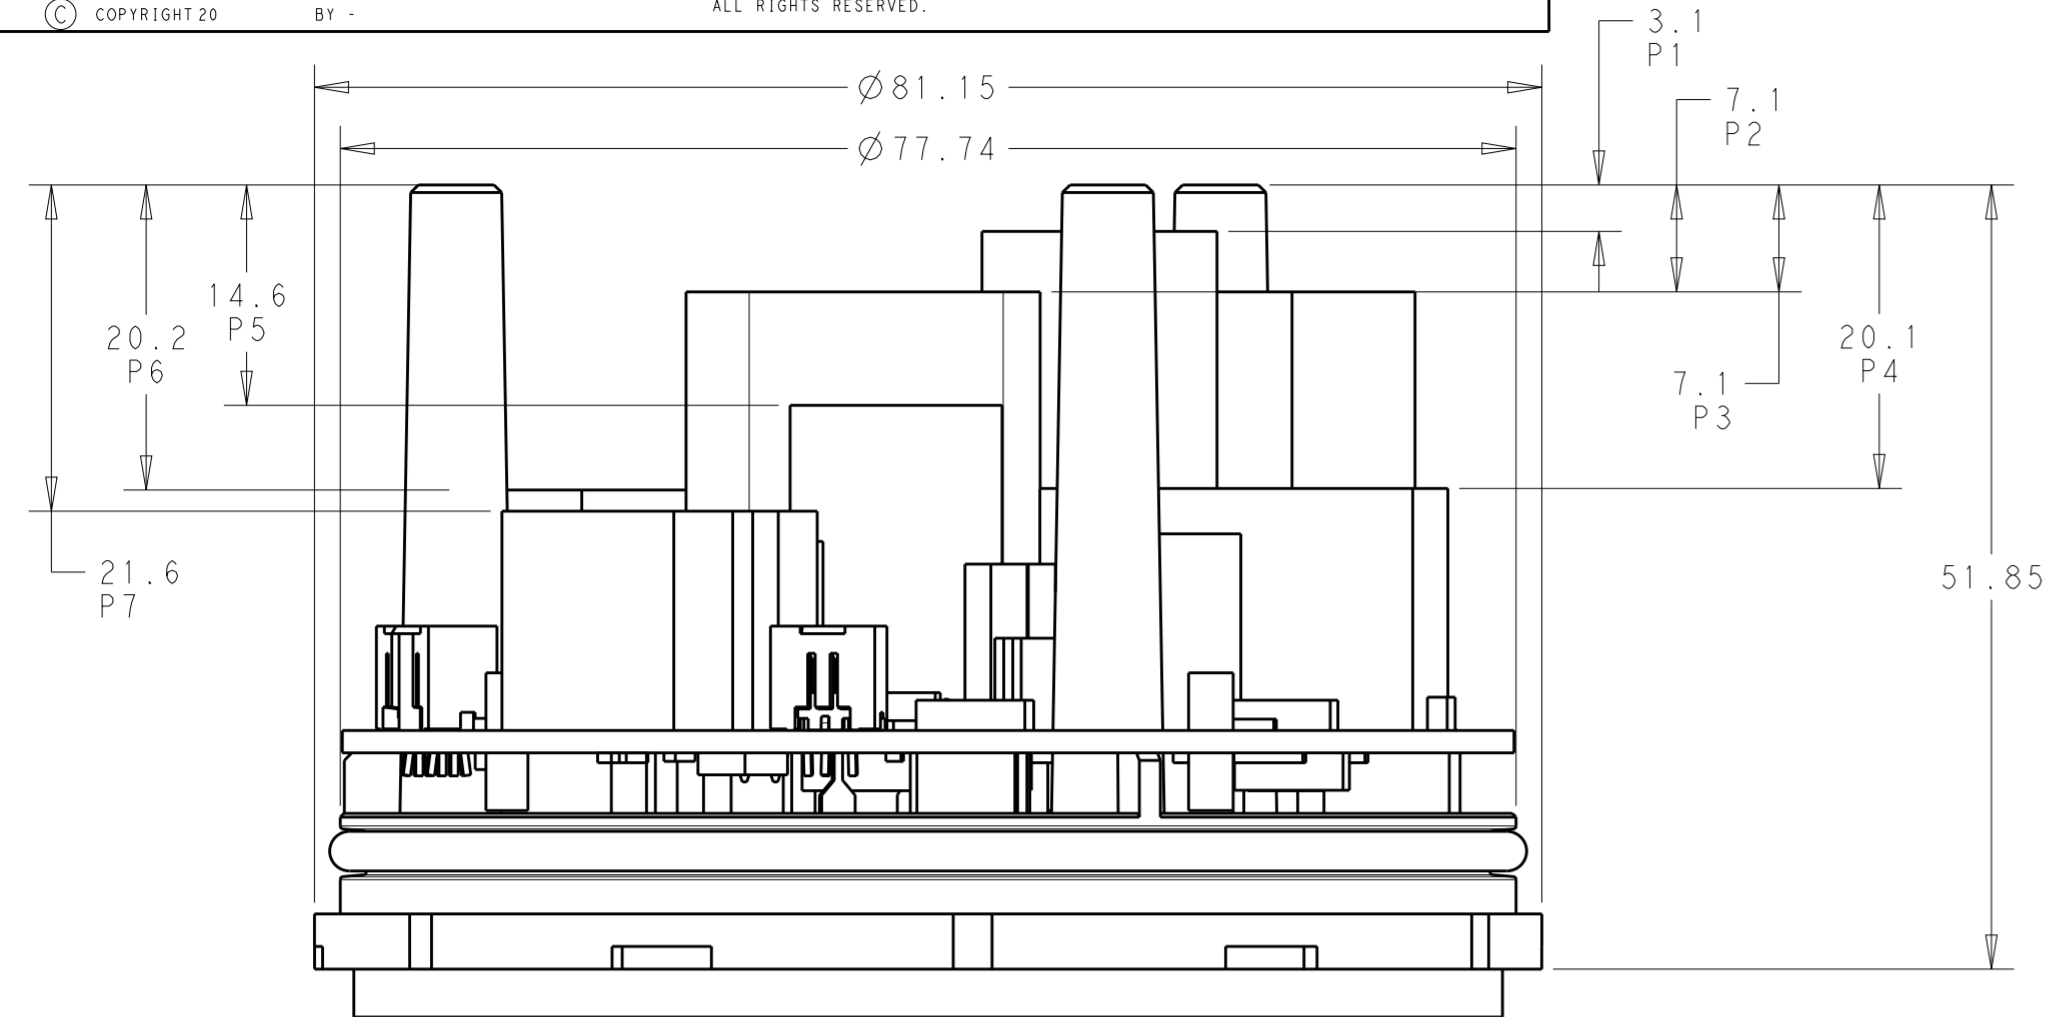 © COPYRIGHT 20 BY -
ALL RIGHTS RESERVED.
3.1
P1
Ø81.15
7.1
P2
Ø77.74
14.6
P5
20.2
P6
20.1
P4
7.1
P3
21.6
P7
51.85